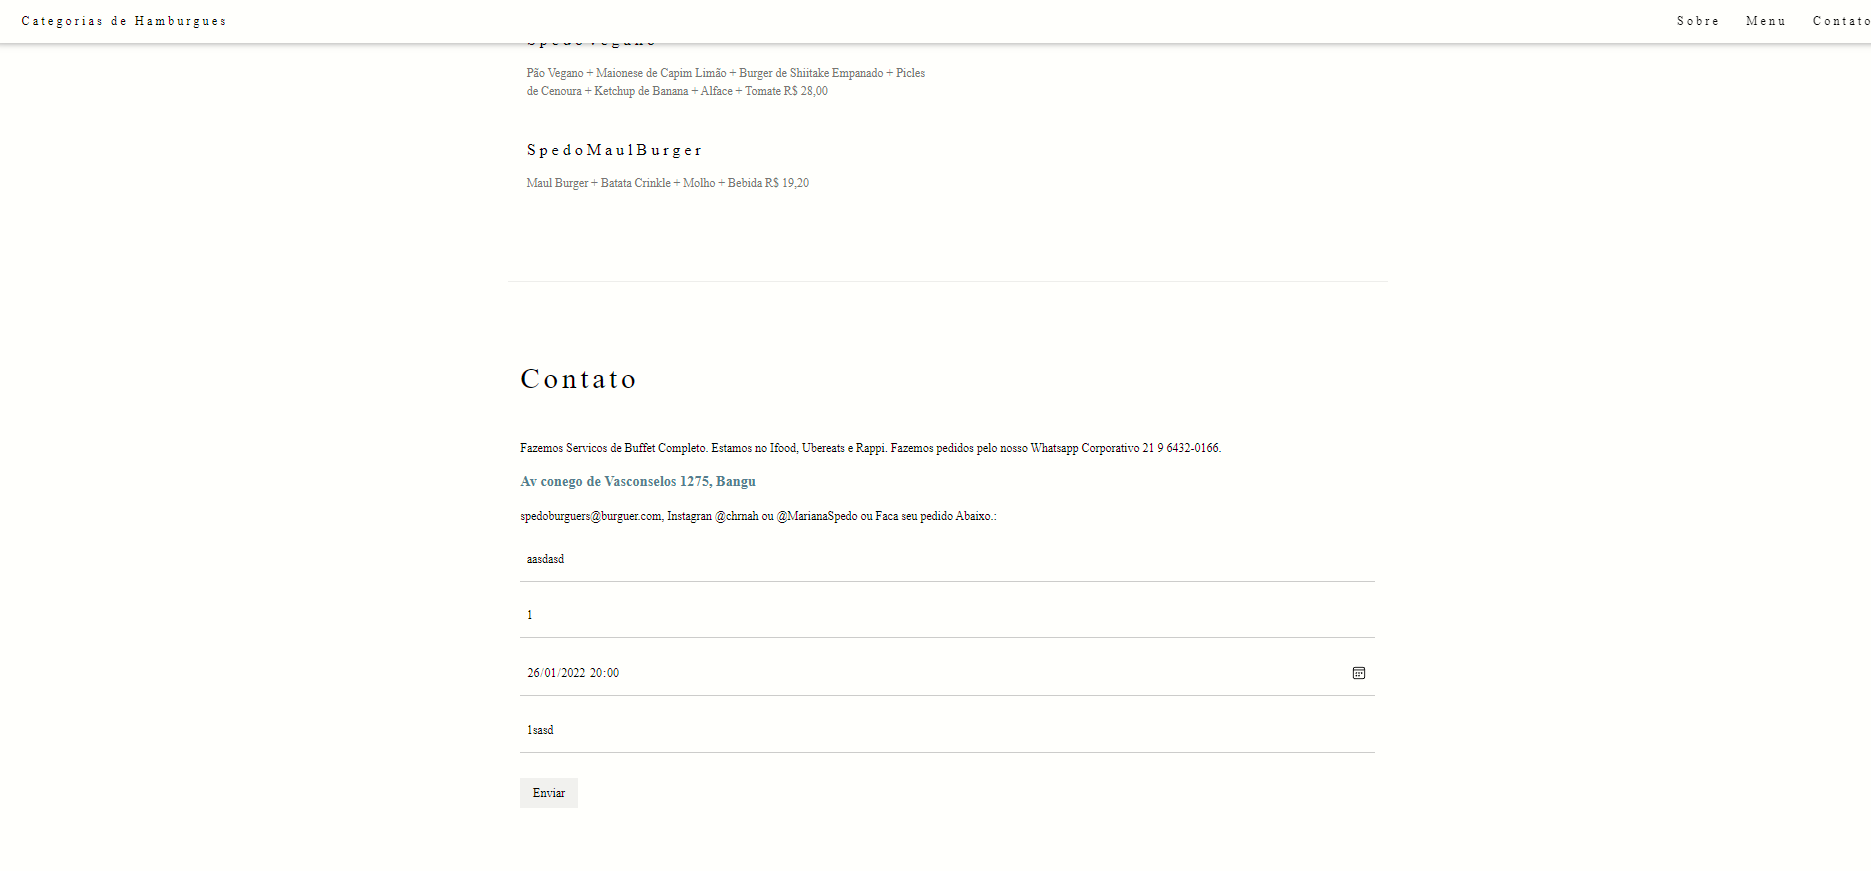 Categorias de Hamburgues
Sobre Menu Contato
SpedoVegano
Pão Vegano + Maionese de Capim Limão + Burger de Shiitake Empanado + Picles
de Cenoura + Ketchup de Banana + Alface + Tomate R$ 28,00
SpedoMaulBurger
Maul Burger + Batata Crinkle + Molho + Bebida R$ 19,20
Contato
Fazemos Servicos de Buffet Completo. Estamos no Ifood, Ubereats e Rappi. Fazemos pedidos pelo nosso Whatsapp Corporativo 21 9 6432-0166.
Av conego de Vasconselos 1275, Bangu
spedoburguers@burguer.com, Instagran @chrnah ou @MarianaSpedo ou Faca seu pedido Abaixo.:
aasdasd
1
26/01/2022 20:00
1sasd
Enviar